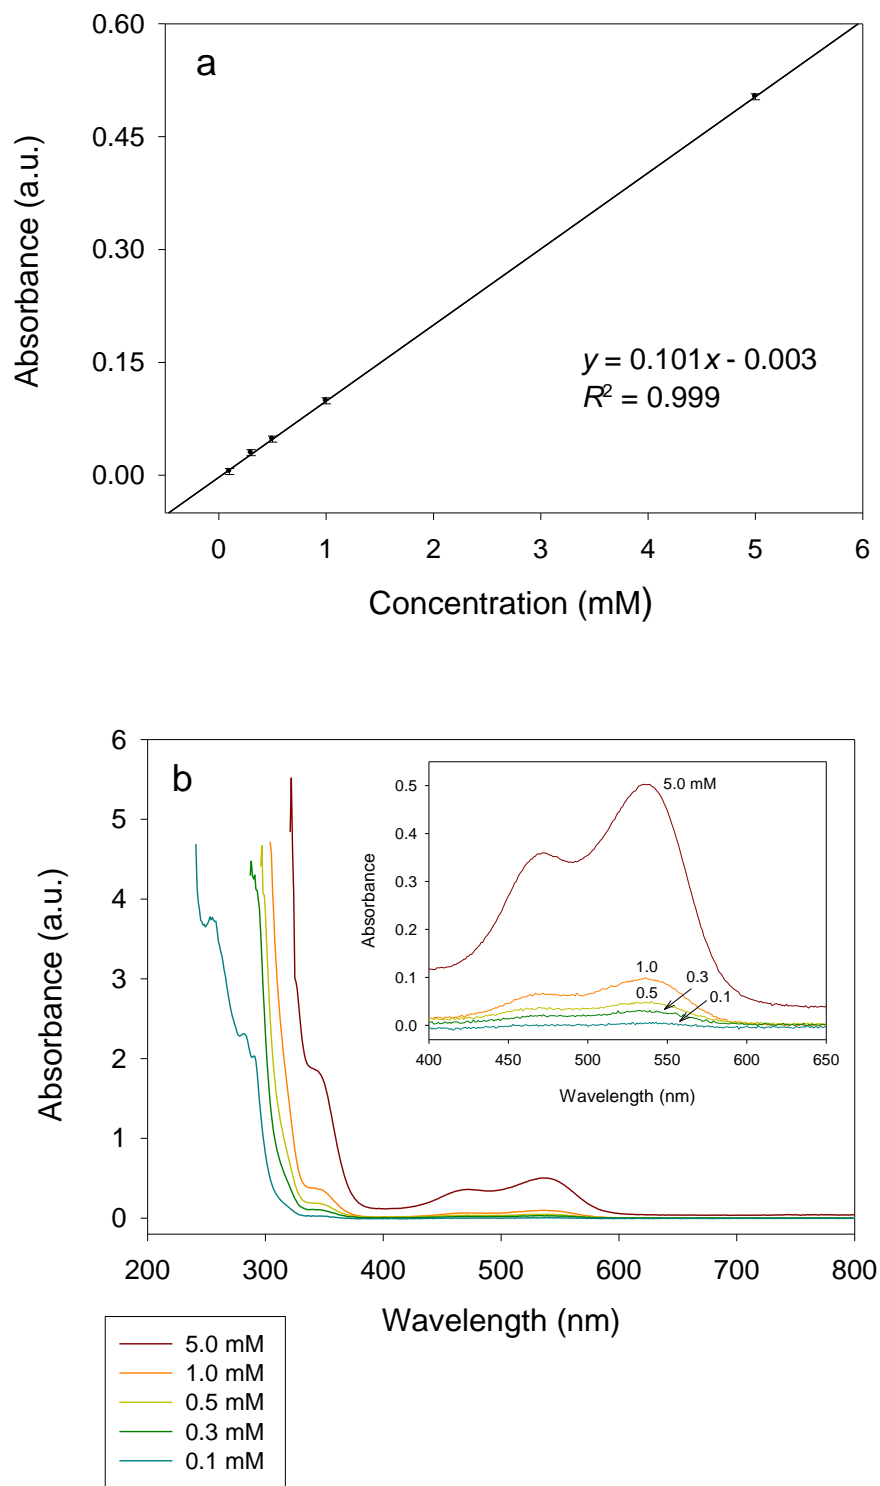 a
0.60
0.45
0.30
0.15
0.00
Absorbance (a.u.)
y = 0.101x - 0.003
R² = 0.999
0 1 2 3 4 5 6
Concentration (mM)
b
6
5
4
3
2
1
0
Absorbance (a.u.)
0.5
0.4
0.3
0.2
0.1
0.0
Absorbance
5.0 mM
1.0
0.3
0.5
0.1
400 450 500 550 600 650
Wavelength (nm)
200 300 400 500 600 700 800
Wavelength (nm)
5.0 mM
1.0 mM
0.5 mM
0.3 mM
0.1 mM